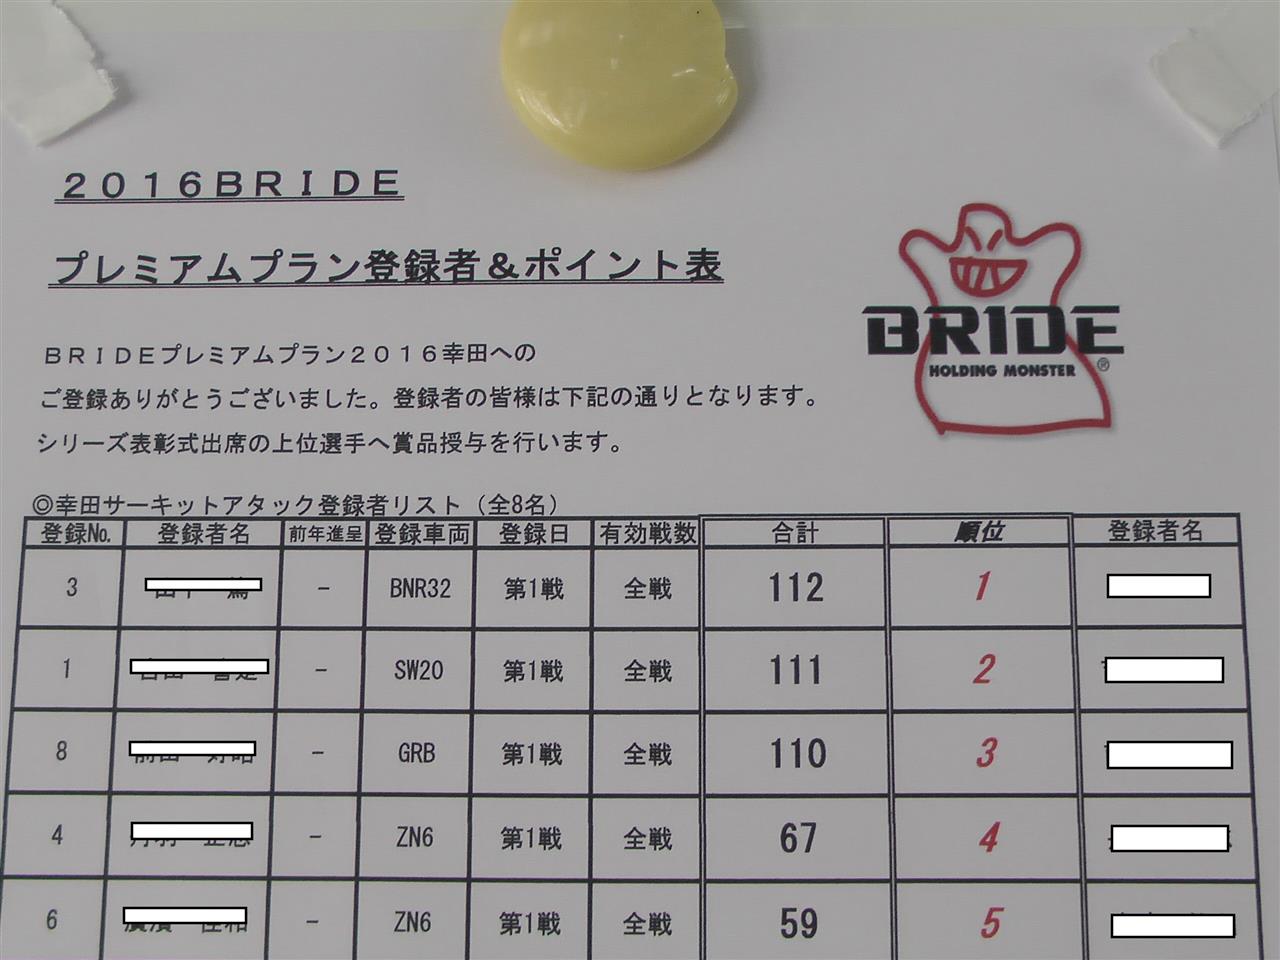 ２０１６ＢＲＩＤＥ
プレミアムプラン登録者＆ポイント表
BRIDE
HOLDING MONSTER ®
ＢＲＩＤＥプレミアムプラン２０１６幸田への
ご登録ありがとうございました。登録者の皆様は下記の通りとなります。
シリーズ表彰式出席の上位選手へ賞品授与を行います。
◎幸田サーキットアタック登録者リスト（全8名）
登録No. 登録者名 前年進呈 登録車両 登録日 有効戦数 合計 順位 登録者名
3 － BNR32 第1戦 全戦 112 1
1 － SW20 第1戦 全戦 111 2
8 － GRB 第1戦 全戦 110 3
4 － ZN6 第1戦 全戦 67 4
6 － ZN6 第1戦 全戦 59 5